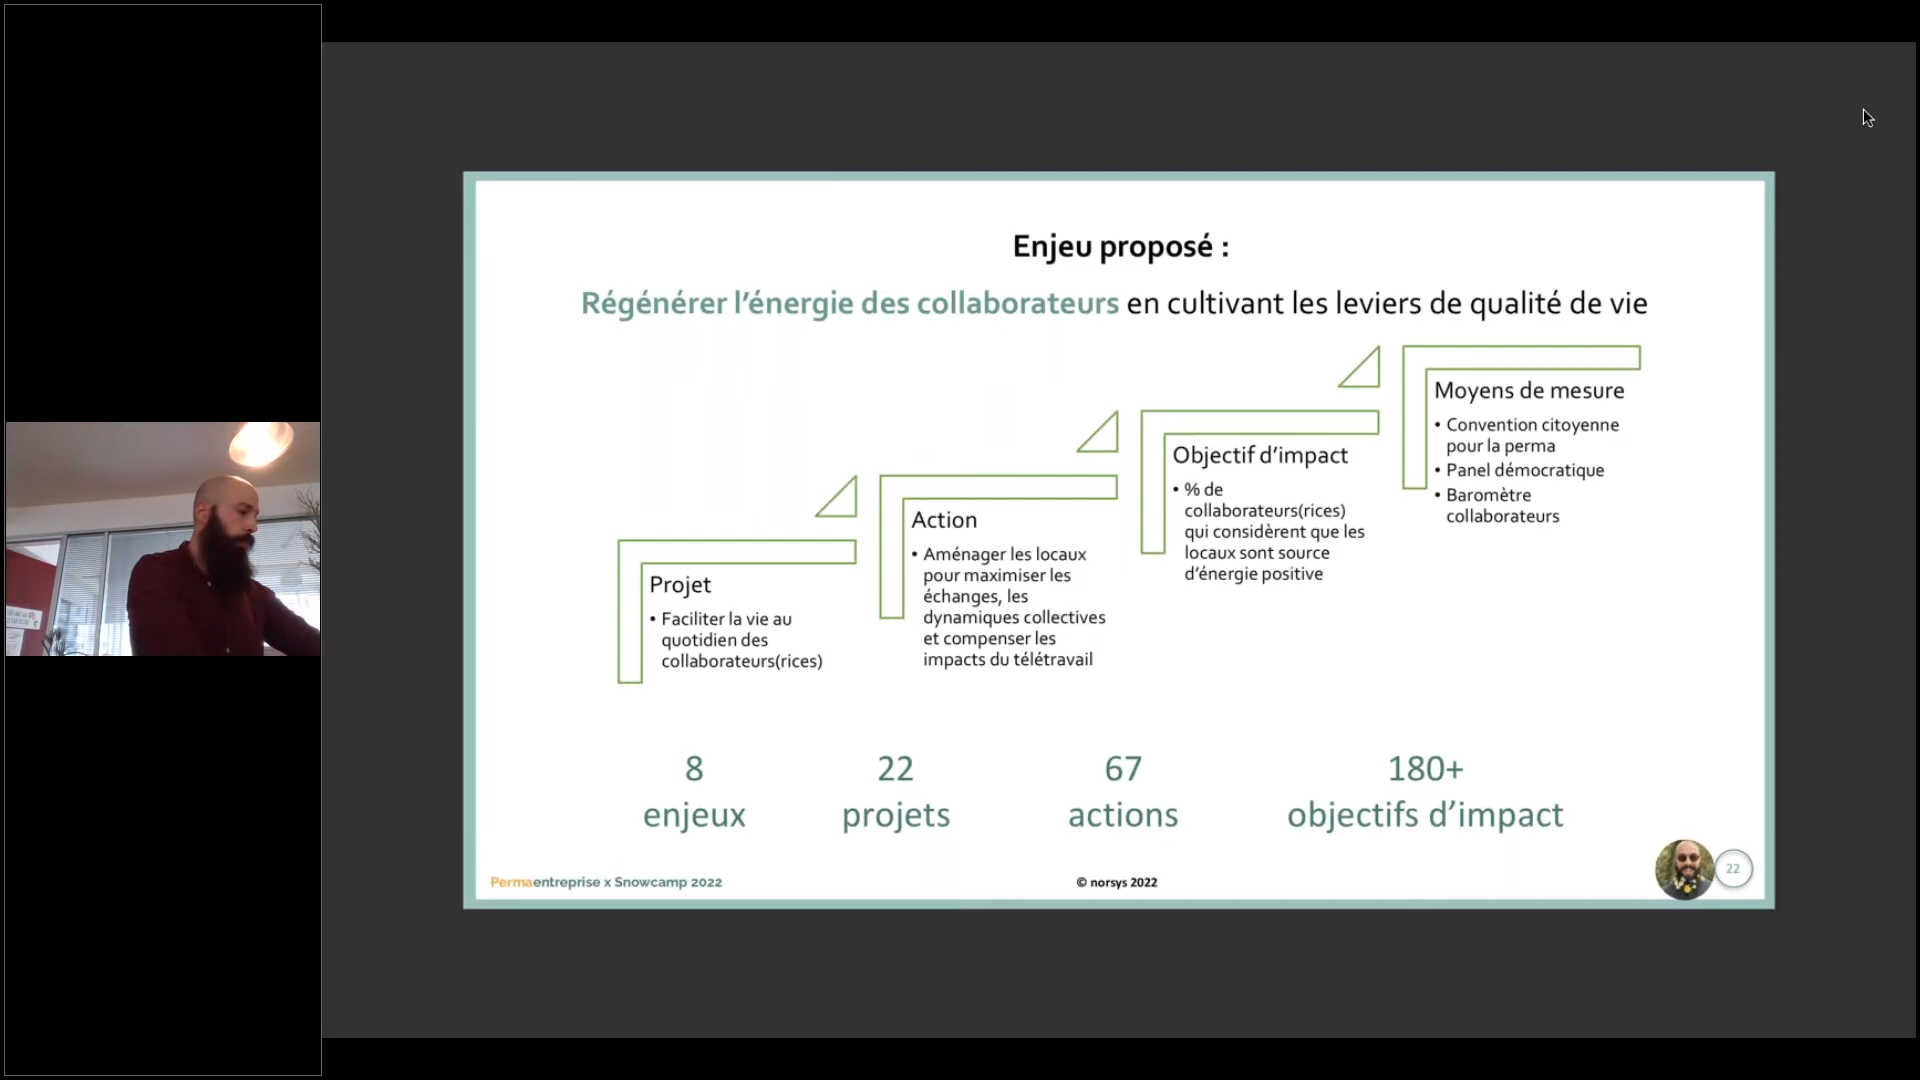 Enjeu proposé :
Régénérer l’énergie des collaborateurs en cultivant les leviers de qualité de vie
Projet
• Faciliter la vie au
quotidien des
collaborateurs(rices)
Action
• Aménager les locaux
pour maximiser les
échanges, les
dynamiques collectives
et compenser les
impacts du télétravail
Objectif d’impact
• % de
collaborateurs(rices)
qui considèrent que les
locaux sont source
d’énergie positive
Moyens de mesure
• Convention citoyenne
pour la perma
• Panel démocratique
• Baromètre
collaborateurs
8
enjeux
22
projets
67
actions
180+
objectifs d’impact
Permaentreprise x Snowcamp 2022
© norsys 2022
22